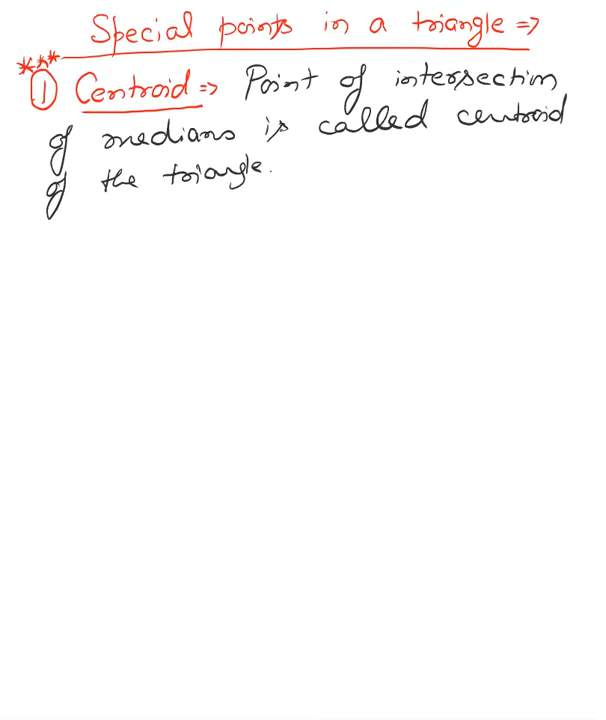 Special points in a triangle =>
*** 
① Centroid => Point of intersection
of medians is called centroid
of the triangle.